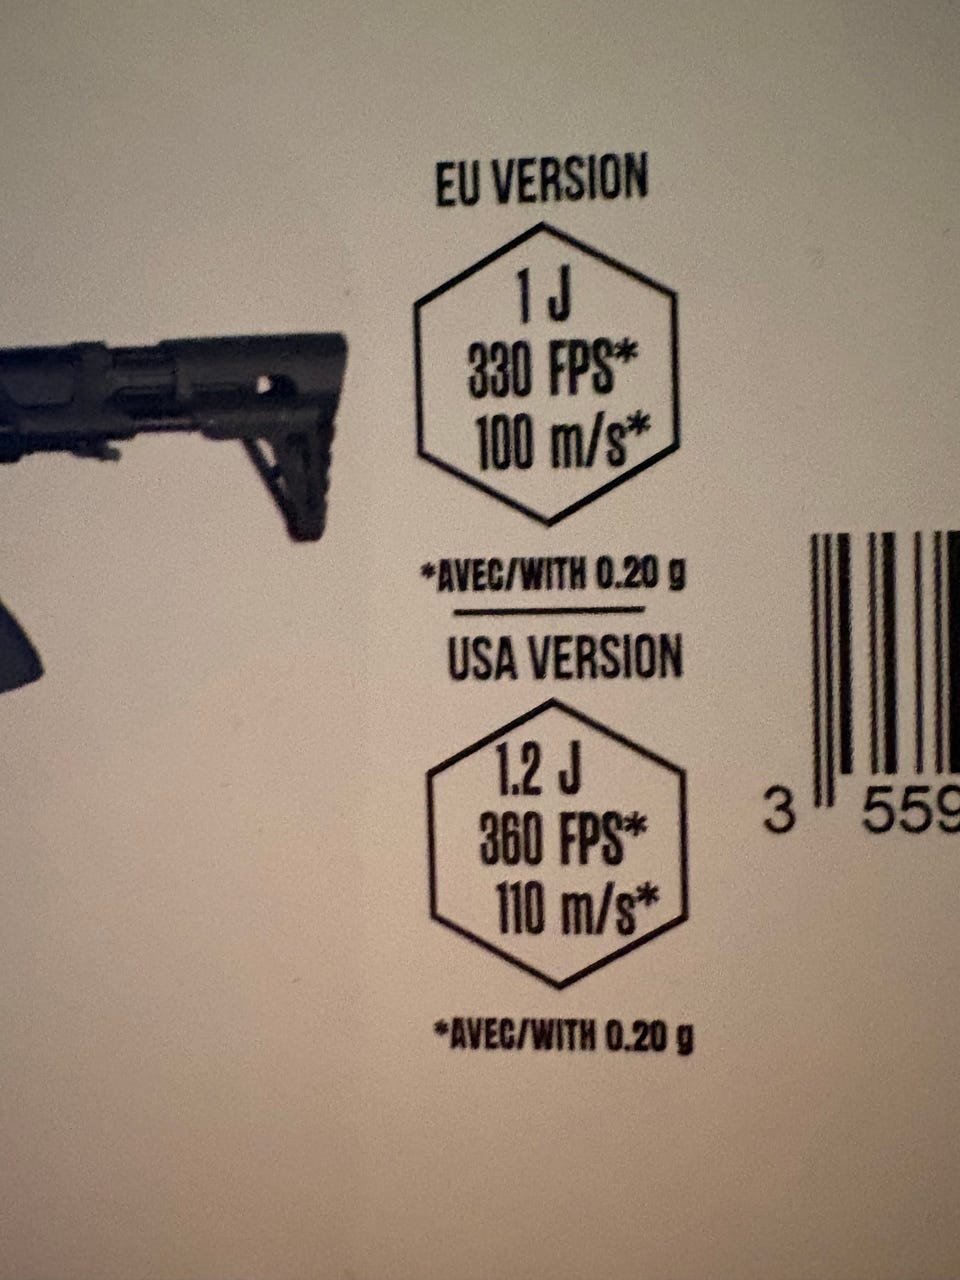 EU VERSION
1 J
330 FPS*
100 m/s*
*AVEC/WITH 0.20 g
USA VERSION
1.2 J
360 FPS*
110 m/s*
*AVEC/WITH 0.20 g
3 559